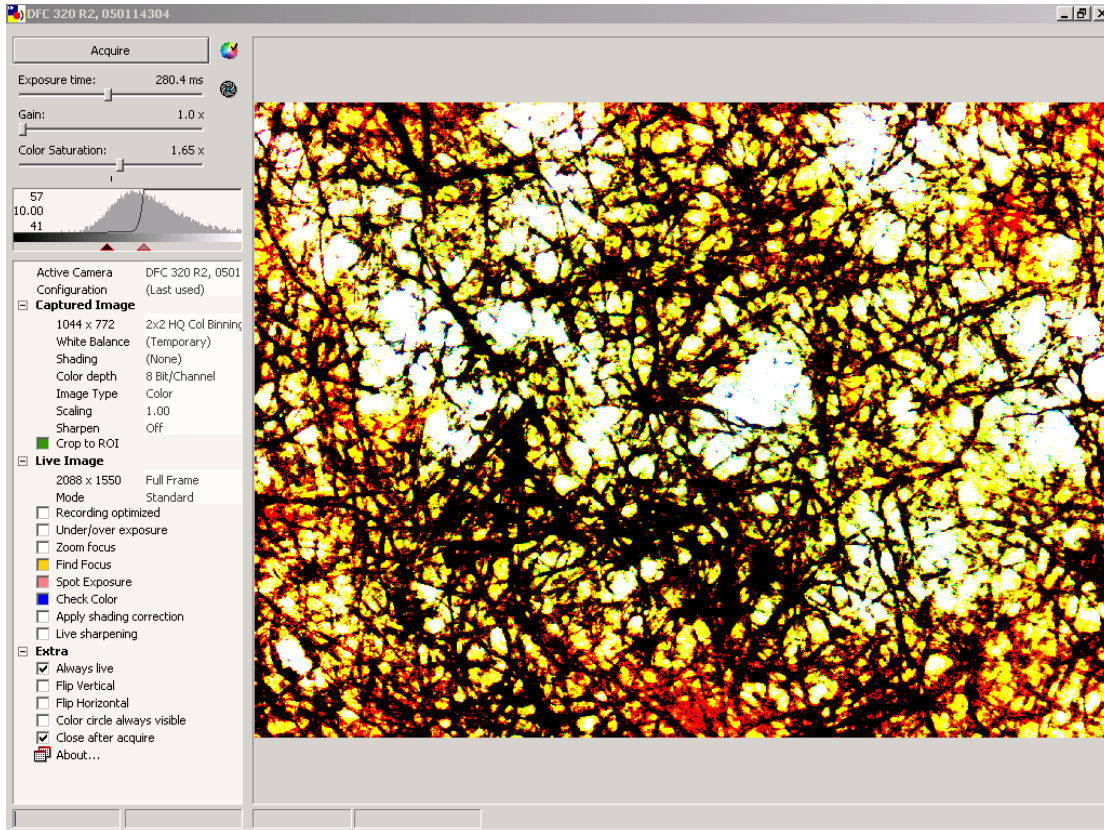 DFC 320 R2, 050114304
Acquire
Exposure time: 280.4 ms
Gain: 1.0 x
Color Saturation: 1.65 x
57
10.00
41
Active Camera DFC 320 R2, 0501
Configuration (Last used)
Captured Image
1044 x 772 2x2 HQ Col Binning
White Balance (Temporary)
Shading (None)
Color depth 8 Bit/Channel
Image Type Color
Scaling 1.00
Sharpen Off
Crop to ROI
Live Image
2088 x 1550 Full Frame
Mode Standard
Recording optimized
Under/over exposure
Zoom focus
Find Focus
Spot Exposure
Check Color
Apply shading correction
Live sharpening
Extra
Always live
Flip Vertical
Flip Horizontal
Color circle always visible
Close after acquire
About...